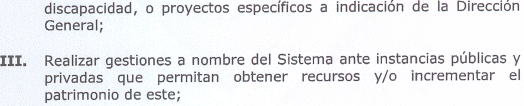 discapacidad, o proyectos específicos a indicación de la Dirección
General;
III. Realizar gestiones a nombre del Sistema ante instancias públicas y
privadas que permitan obtener recursos y/o incrementar el
patrimonio de este;